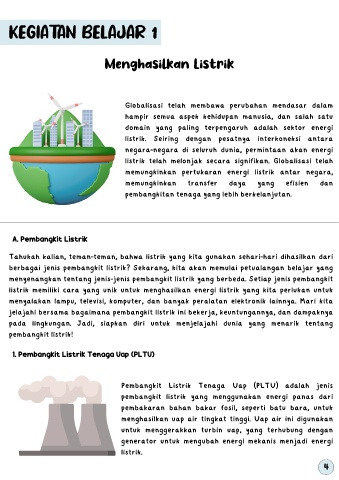 KEGIATAN BELAJAR 1
Menghasilkan Listrik
Globalisasi telah membawa perubahan mendasar dalam
hampir semua aspek kehidupan manusia, dan salah satu
domain yang paling terpengaruh adalah sektor energi
listrik. Seiring dengan pesatnya interkoneksi antara
negara-negara di seluruh dunia, permintaan akan energi
listrik telah melonjak secara signifikan. Globalisasi telah
memungkinkan pertukaran energi listrik antar negara,
memungkinkan transfer daya yang efisien dan
pembangkitan tenaga yang lebih berkelanjutan.
A. Pembangkit Listrik
Tahukah kalian, teman-teman, bahwa listrik yang kita gunakan sehari-hari dihasilkan dari
berbagai jenis pembangkit listrik? Sekarang, kita akan memulai petualangan belajar yang
menyenangkan tentang jenis-jenis pembangkit listrik yang berbeda. Setiap jenis pembangkit
listrik memiliki cara yang unik untuk menghasilkan energi listrik yang kita perlukan untuk
menyalakan lampu, televisi, komputer, dan banyak peralatan elektronik lainnya. Mari kita
jelajahi bersama bagaimana pembangkit listrik ini bekerja, keuntungannya, dan dampaknya
pada lingkungan. Jadi, siapkan diri untuk menjelajahi dunia yang menarik tentang
pembangkit listrik!
1. Pembangkit Listrik Tenaga Uap (PLTU)
Pembangkit Listrik Tenaga Uap (PLTU) adalah jenis
pembangkit listrik yang menggunakan energi panas dari
pembakaran bahan bakar fosil, seperti batu bara, untuk
menghasilkan uap air tingkat tinggi. Uap air ini digunakan
untuk menggerakkan turbin uap, yang terhubung dengan
generator untuk mengubah energi mekanis menjadi energi
listrik.
4